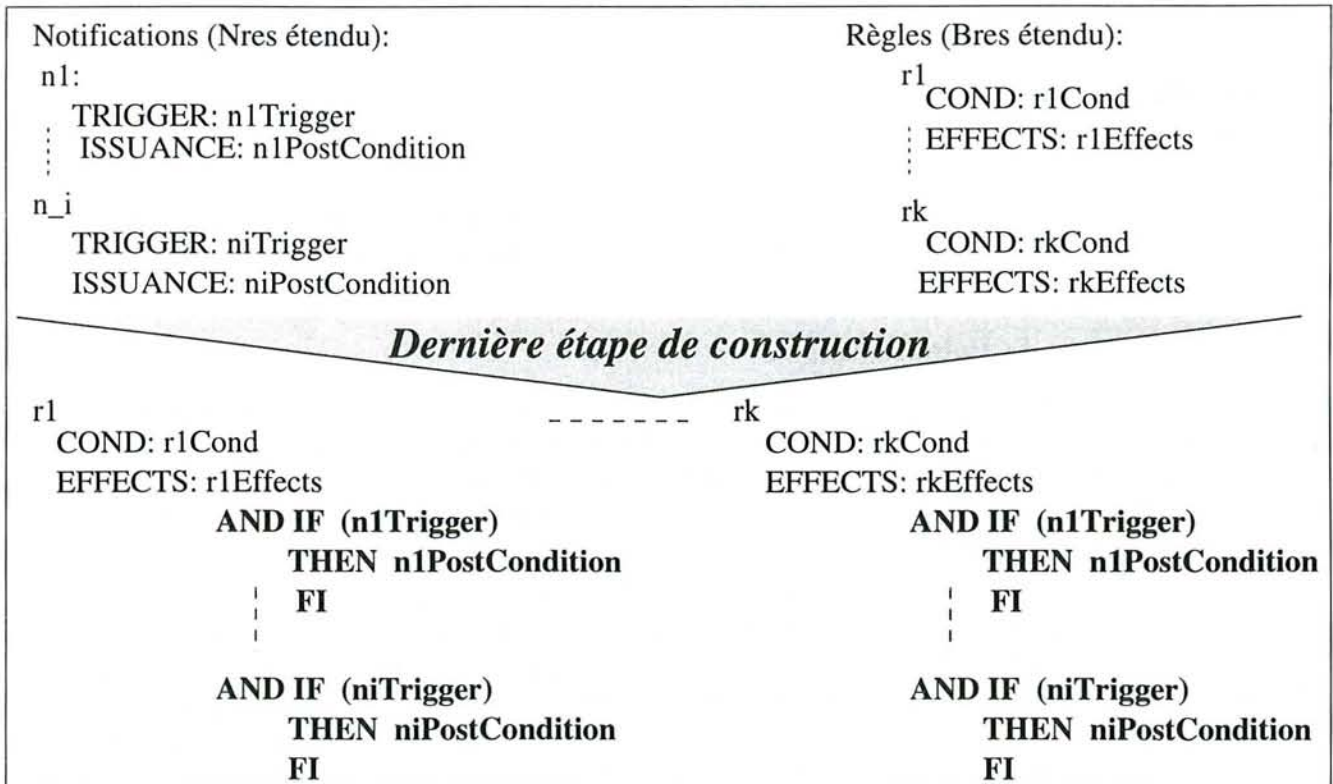 Notifications (Nres étendu):
n1:
TRIGGER: n1Trigger
ISSUANCE: n1PostCondition
n_i
TRIGGER: niTrigger
ISSUANCE: niPostCondition
Règles (Bres étendu):
r1
COND: r1Cond
EFFECTS: r1Effects
rk
COND: rkCond
EFFECTS: rkEffects
Dernière étape de construction
r1
COND: r1Cond
EFFECTS: r1Effects
AND IF (n1Trigger)
THEN n1PostCondition
FI
AND IF (niTrigger)
THEN niPostCondition
FI
rk
COND: rkCond
EFFECTS: rkEffects
AND IF (n1Trigger)
THEN n1PostCondition
FI
AND IF (niTrigger)
THEN niPostCondition
FI